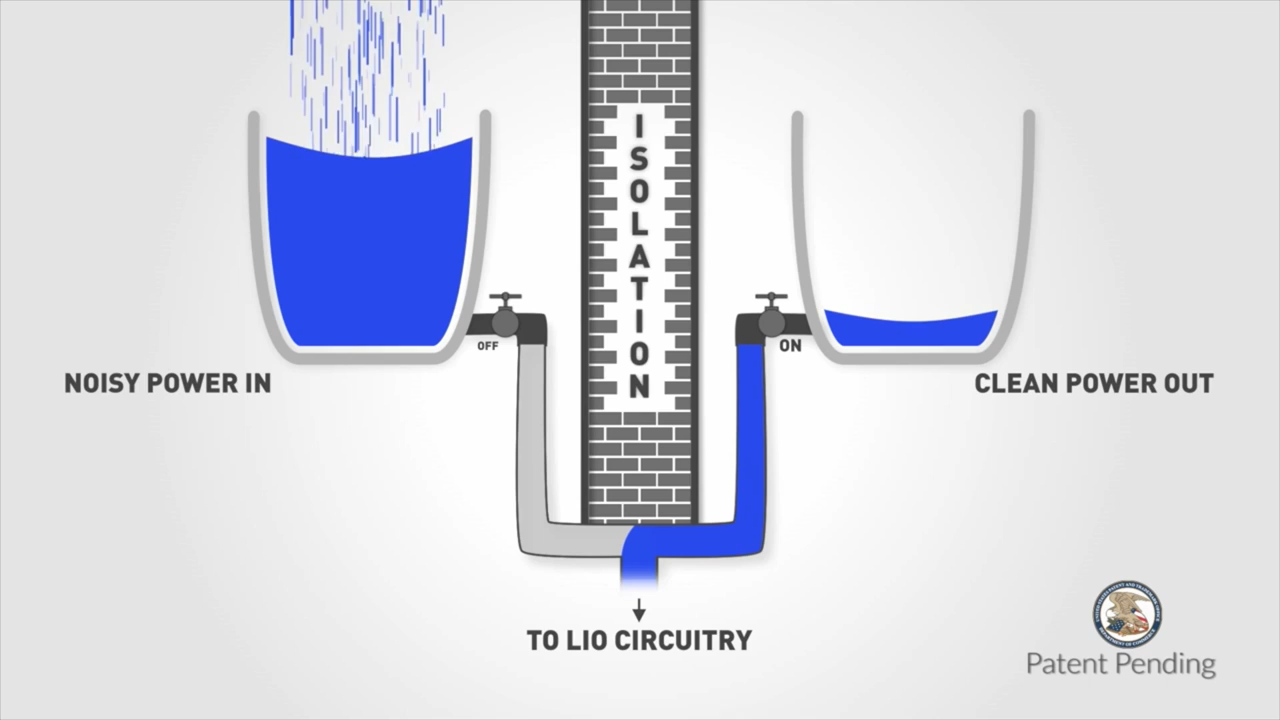 ISOLATION
OFF
ON
NOISY POWER IN
CLEAN POWER OUT
TO LIO CIRCUITRY
Patent Pending